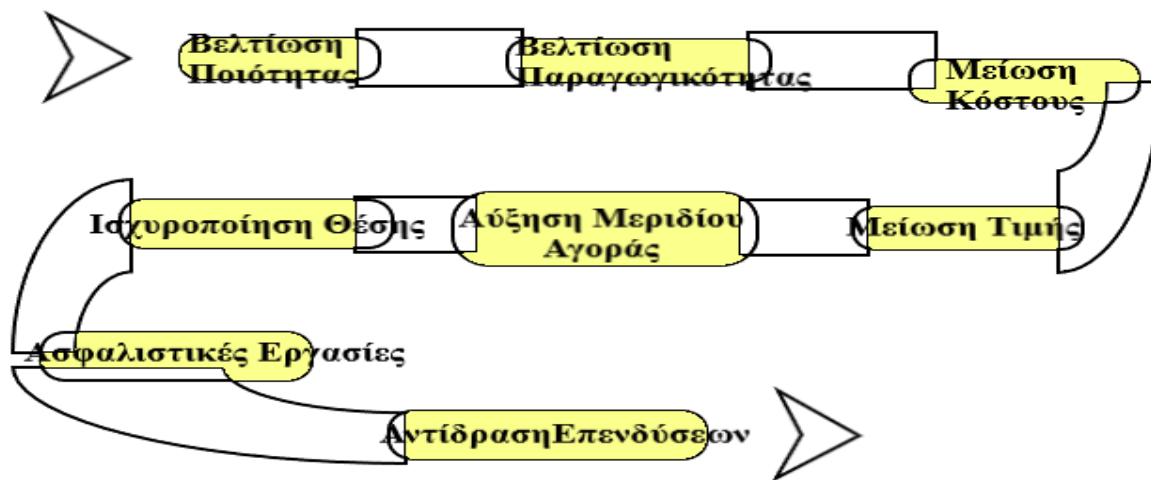 Βελτίωση
Ποιότητας
Βελτίωση
Παραγωγικότητας
Μείωση
Κόστους
Μείωση Τιμής
Αύξηση Μεριδίου
Αγοράς
Ισχυροποίηση Θέσης
Ασφαλιστικές Εργασίες
ΑντίδρασηΕπενδύσεων